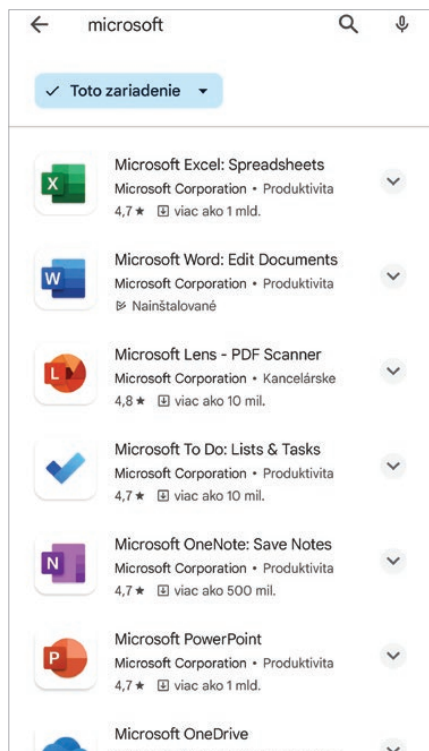 microsoft
Toto zariadenie
Microsoft Excel: Spreadsheets
Microsoft Corporation • Produktivita
4,7 ★ viac ako 1 mld.
Microsoft Word: Edit Documents
Microsoft Corporation • Produktivita
Nainštalované
Microsoft Lens - PDF Scanner
Microsoft Corporation • Kancelárske
4,8 ★ viac ako 10 mil.
Microsoft To Do: Lists & Tasks
Microsoft Corporation • Produktivita
4,7 ★ viac ako 10 mil.
Microsoft OneNote: Save Notes
Microsoft Corporation • Produktivita
4,7 ★ viac ako 500 mil.
Microsoft PowerPoint
Microsoft Corporation • Produktivita
4,7 ★ viac ako 1 mld.
Microsoft OneDrive